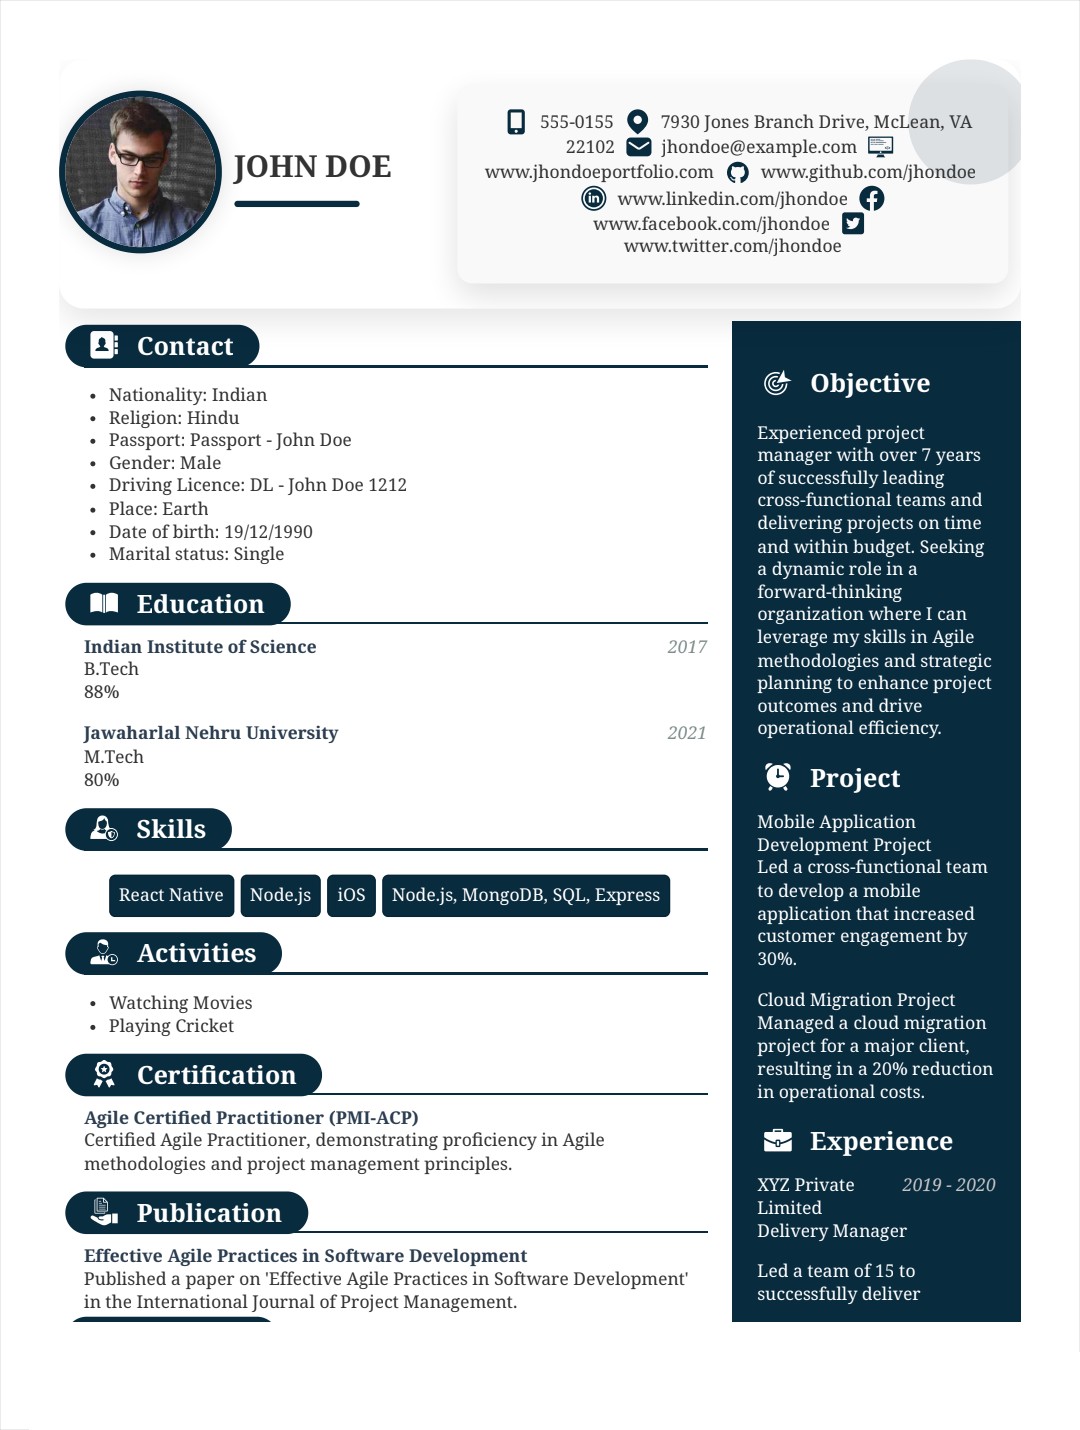 JOHN DOE
555-0155 7930 Jones Branch Drive, McLean, VA
22102 jhondoe@example.com
www.jhondoeportfolio.com www.github.com/jhondoe
www.linkedin.com/jhondoe
www.facebook.com/jhondoe
www.twitter.com/jhondoe
Contact
• Nationality: Indian
• Religion: Hindu
• Passport: Passport - John Doe
• Gender: Male
• Driving Licence: DL - John Doe 1212
• Place: Earth
• Date of birth: 19/12/1990
• Marital status: Single
Education
Indian Institute of Science 2017
B.Tech
88%
Jawaharlal Nehru University 2021
M.Tech
80%
Skills
React Native Node.js iOS Node.js, MongoDB, SQL, Express
Activities
• Watching Movies
• Playing Cricket
Certification
Agile Certified Practitioner (PMI-ACP)
Certified Agile Practitioner, demonstrating proficiency in Agile
methodologies and project management principles.
Publication
Effective Agile Practices in Software Development
Published a paper on 'Effective Agile Practices in Software Development'
in the International Journal of Project Management.
Objective
Experienced project
manager with over 7 years
of successfully leading
cross-functional teams and
delivering projects on time
and within budget. Seeking
a dynamic role in a
forward-thinking
organization where I can
leverage my skills in Agile
methodologies and strategic
planning to enhance project
outcomes and drive
operational efficiency.
Project
Mobile Application
Development Project
Led a cross-functional team
to develop a mobile
application that increased
customer engagement by
30%.
Cloud Migration Project
Managed a cloud migration
project for a major client,
resulting in a 20% reduction
in operational costs.
Experience
XYZ Private 2019 - 2020
Limited
Delivery Manager
Led a team of 15 to
successfully deliver